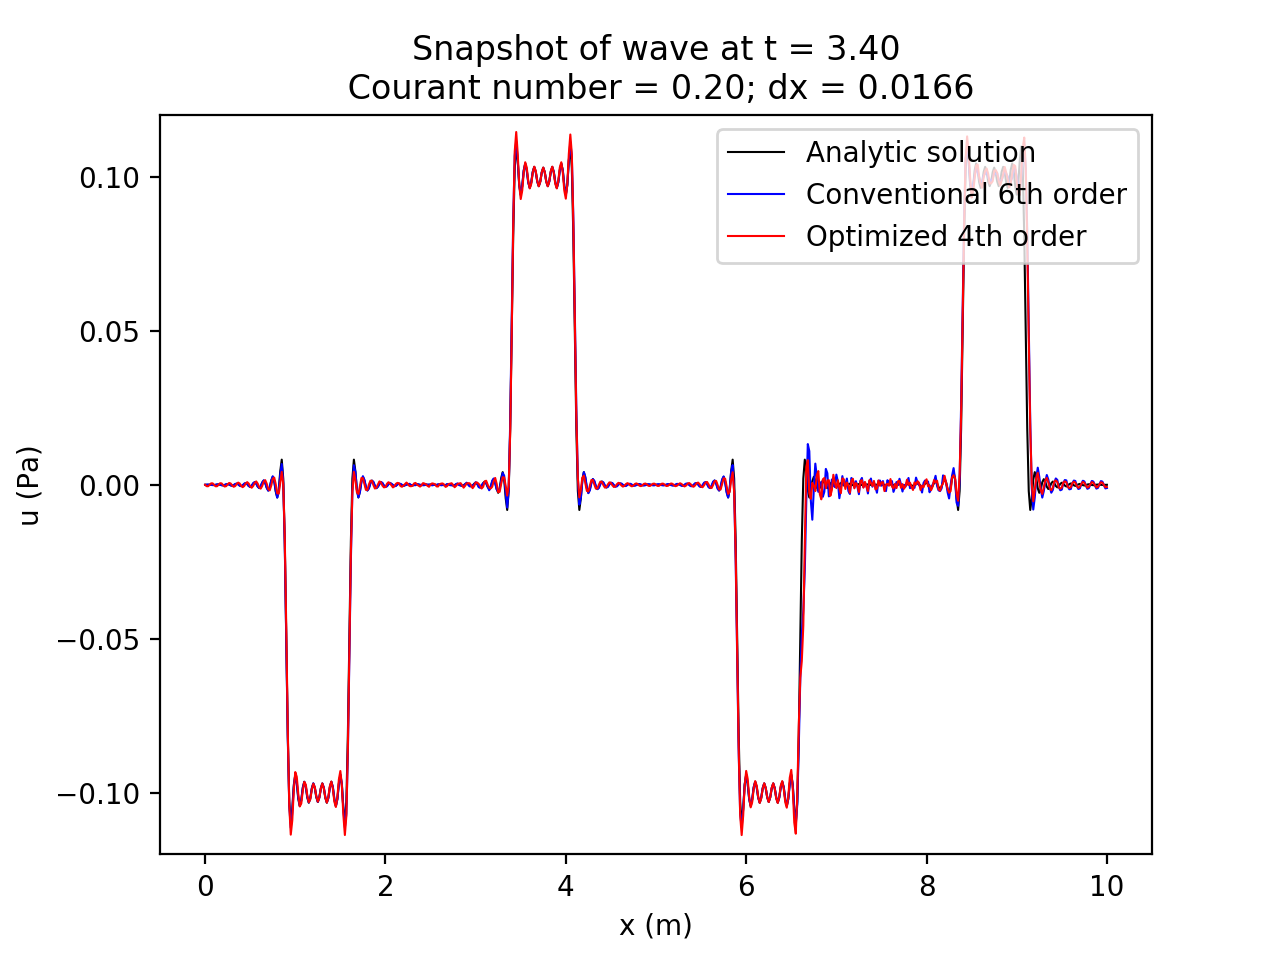 Snapshot of wave at t = 3.40
Courant number = 0.20; dx = 0.0166
Analytic solution
Conventional 6th order
Optimized 4th order
0.10
0.05
0.00
−0.05
−0.10
u (Pa)
0 2 4 6 8 10
x (m)